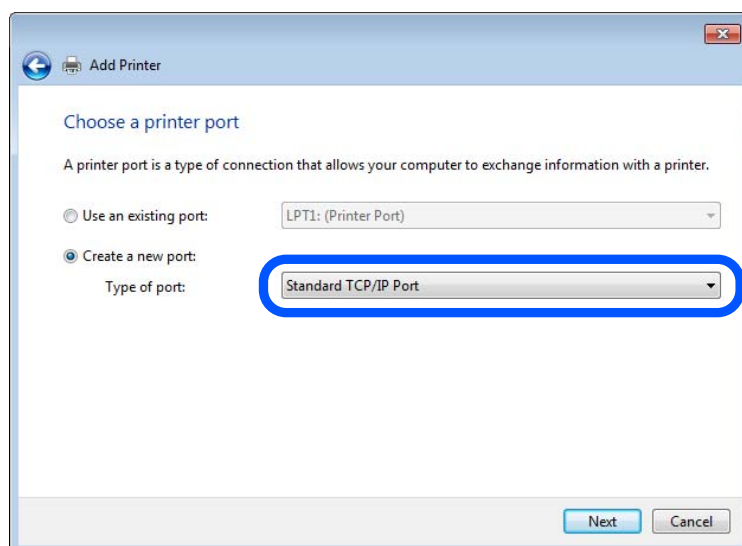 Add Printer
Choose a printer port
A printer port is a type of connection that allows your computer to exchange information with a printer.
Use an existing port: LPT1: (Printer Port)
Create a new port:
Type of port: Standard TCP/IP Port
Next Cancel